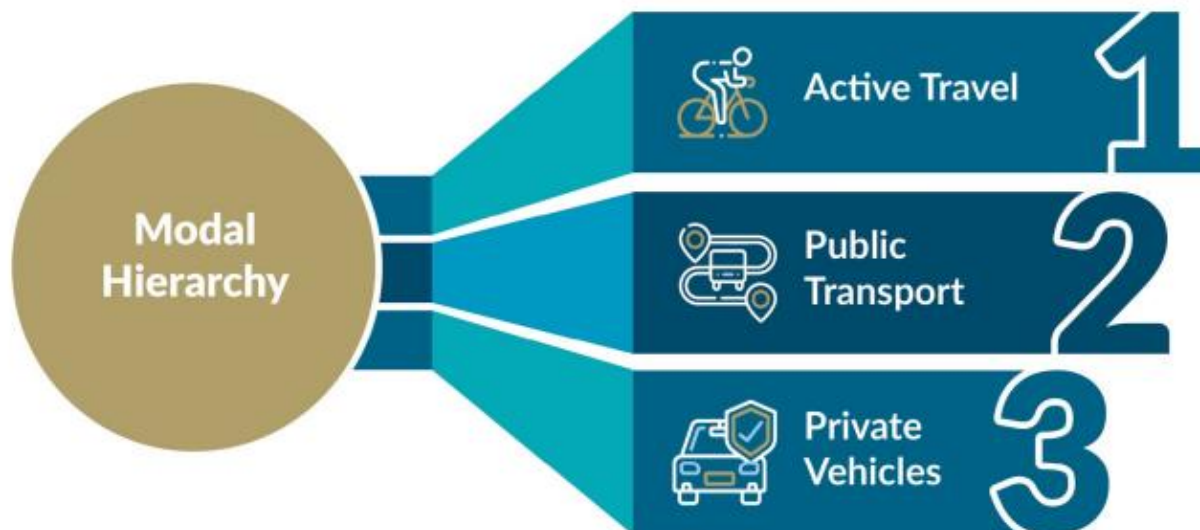 Modal
Hierarchy
Active Travel
1
Public
Transport
2
Private
Vehicles
3